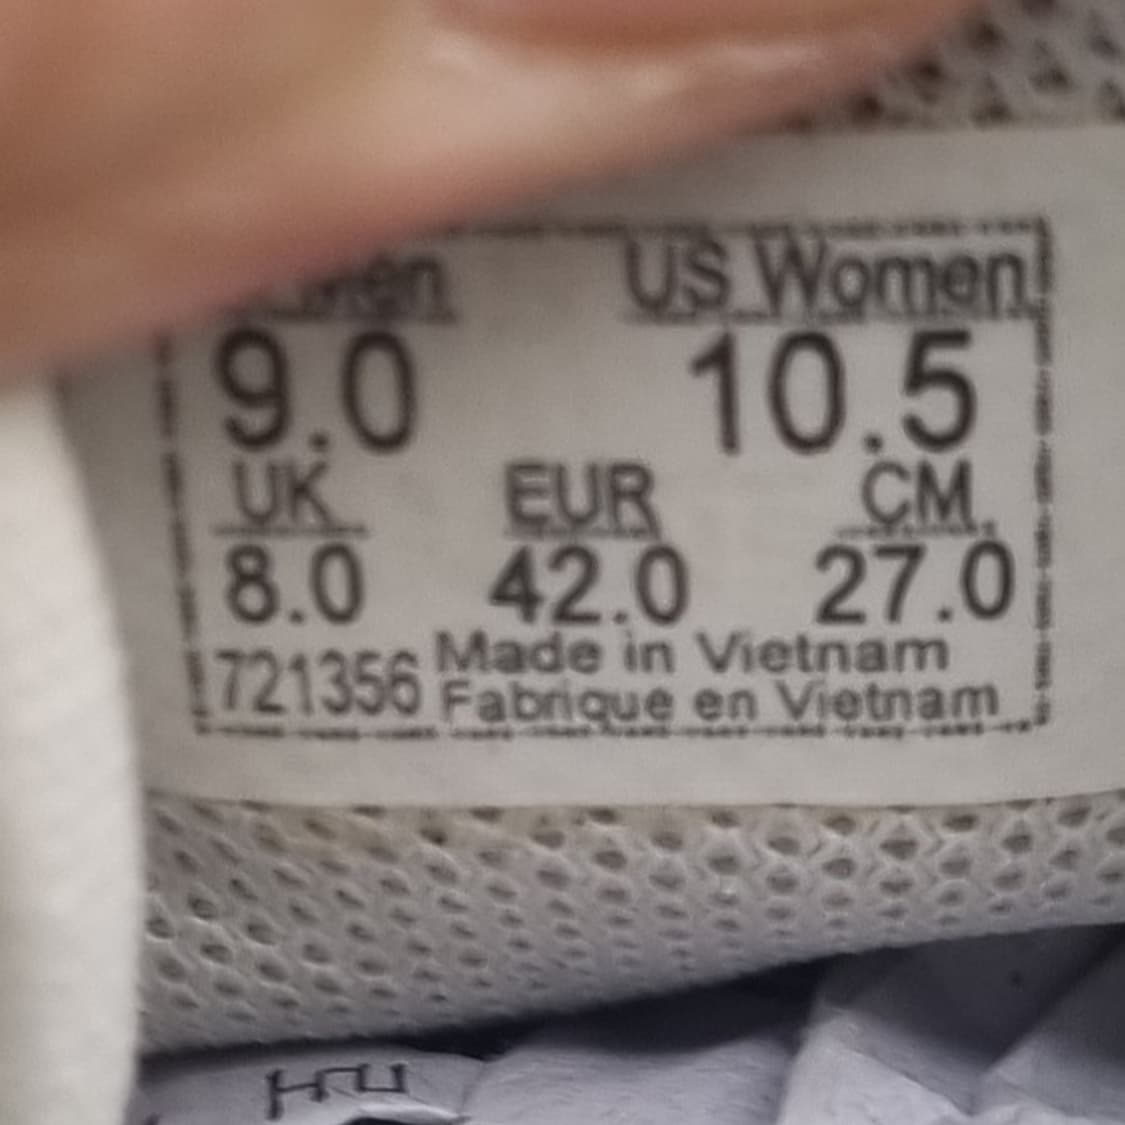 US Women
9.0 10.5
UK EUR CM
8.0 42.0 27.0
721356 Made in Vietnam
Fabrique en Vietnam